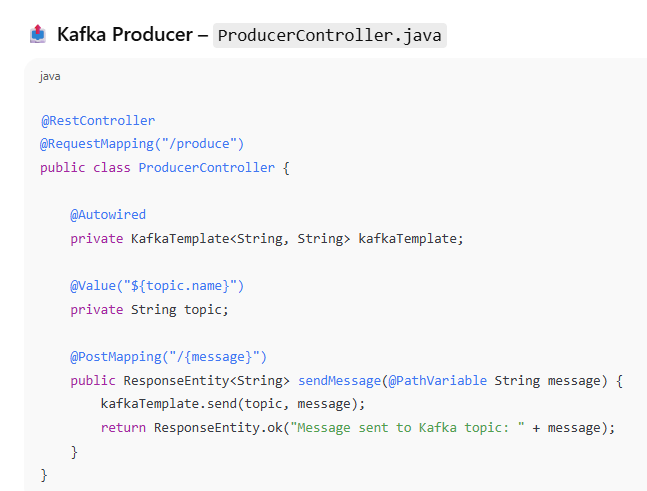 Kafka Producer – ProducerController.java
java
@RestController
@RequestMapping("/produce")
public class ProducerController {
@Autowired
private KafkaTemplate<String, String> kafkaTemplate;
@Value("${topic.name}")
private String topic;
@PostMapping("/{message}")
public ResponseEntity<String> sendMessage(@PathVariable String message) {
kafkaTemplate.send(topic, message);
return ResponseEntity.ok("Message sent to Kafka topic: " + message);
}
}